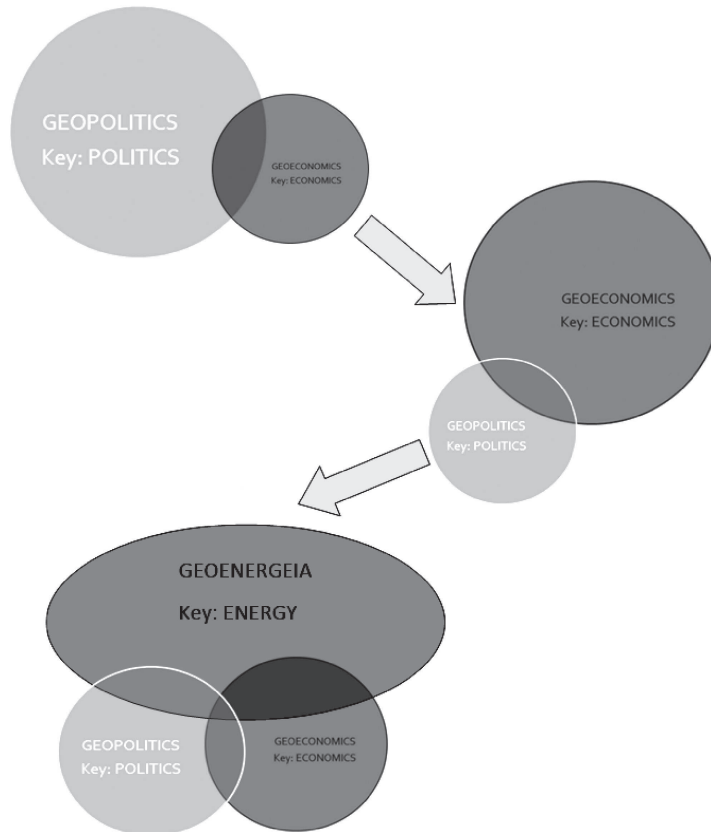 GEOPOLITICS
Key: POLITICS
GEOECONOMICS
Key: ECONOMICS
GEOECONOMICS
Key: ECONOMICS
GEOPOLITICS
Key: POLITICS
GEOENERGEIA
Key: ENERGY
GEOPOLITICS
Key: POLITICS
GEOECONOMICS
Key: ECONOMICS